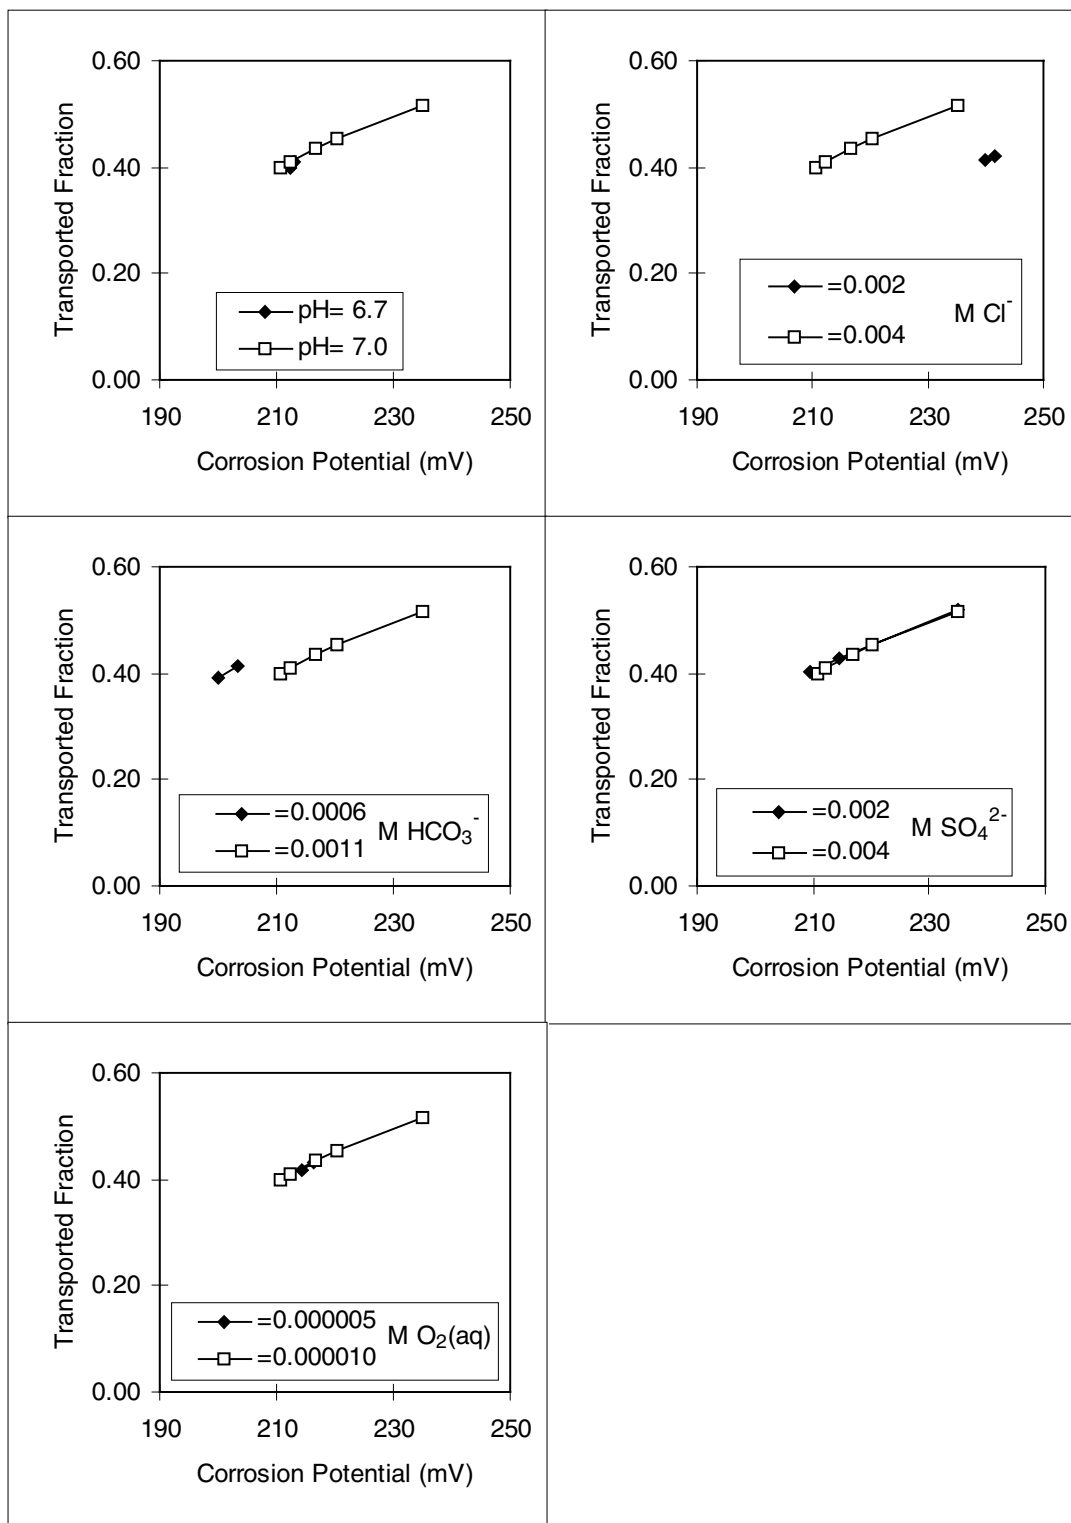 0.60
0.40
0.20
0.00
Transported Fraction
pH= 6.7
pH= 7.0
190 210 230 250
Corrosion Potential (mV)
0.60
0.40
0.20
0.00
Transported Fraction
=0.002
M Cl⁻
=0.004
190 210 230 250
Corrosion Potential (mV)
0.60
0.40
0.20
0.00
Transported Fraction
=0.0006
M HCO₃⁻
=0.0011
190 210 230 250
Corrosion Potential (mV)
0.60
0.40
0.20
0.00
Transported Fraction
=0.002
M SO₄²⁻
=0.004
190 210 230 250
Corrosion Potential (mV)
0.60
0.40
0.20
0.00
Transported Fraction
=0.000005
M O₂(aq)
=0.000010
190 210 230 250
Corrosion Potential (mV)